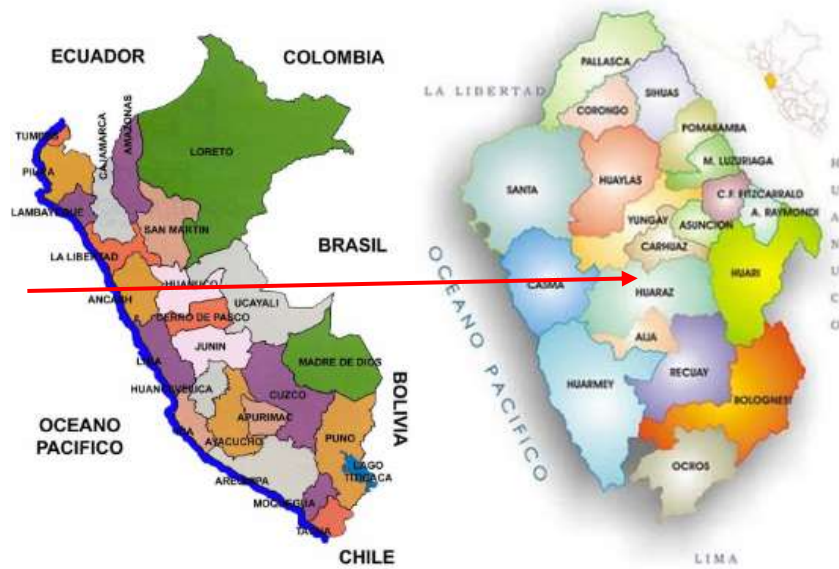 ECUADOR
COLOMBIA
TUMBES
PIURA
CAJAMARCA
AMAZONAS
LORETO
LAMBAYEQUE
SAN MARTIN
LA LIBERTAD
BRASIL
ANCASH
HUANUCO
UCAYALI
CERRO DE PASCO
LIMA
JUNIN
MADRE DE DIOS
HUANCAVELICA
CUZCO
BOLIVIA
OCEANO
PACIFICO
ICA
APURIMAC
AYACUCHO
PUNO
LAGO
TITICACA
AREQUIPA
MOQUEGUA
TACNA
CHILE
PALLASCA
LA LIBERTAD
CORONGO
SIHUAS
POMABAMBA
M. LUZURIAGA
SANTA
HUAYLAS
C.F. FITZCARRALD
A. RAYMONDI
YUNGAY
ASUNCION
CARHUAZ
HUANUCO
OCEANO PACIFICO
CASMA
HUARAZ
HUARI
AIJA
HUARMEY
RECUAY
BOLOGNESI
OCROS
LIMA